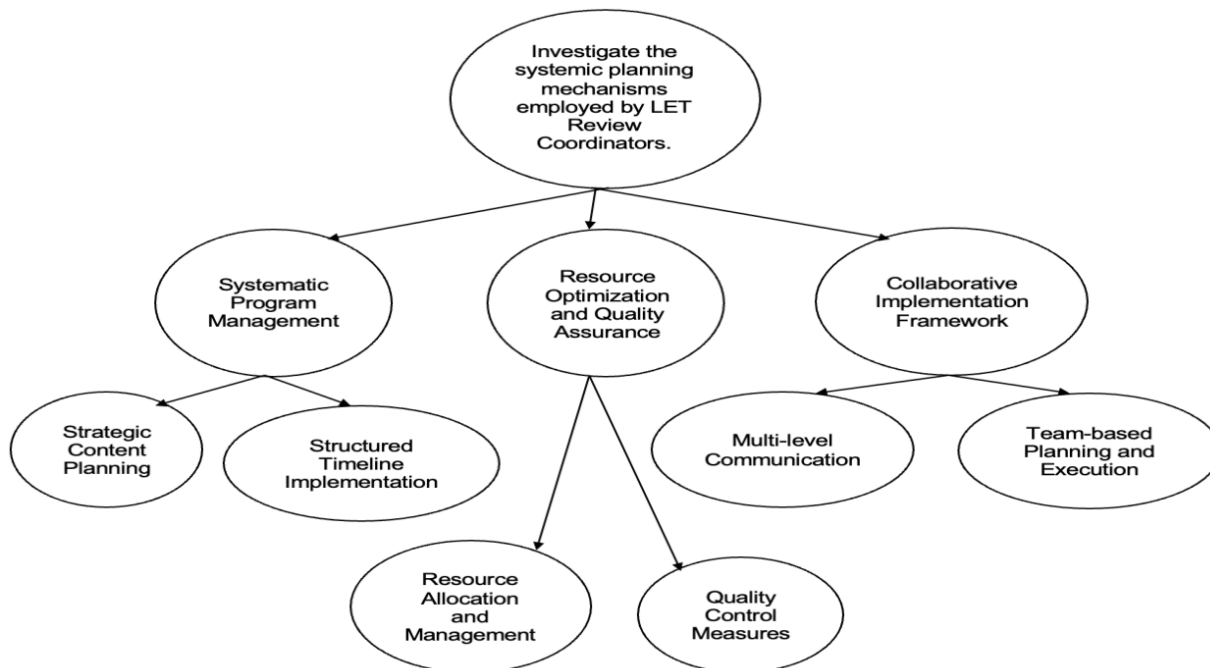 Investigate the
systemic planning
mechanisms
employed by LET
Review
Coordinators.
Systematic
Program
Management
Resource
Optimization
and Quality
Assurance
Collaborative
Implementation
Framework
Strategic
Content
Planning
Structured
Timeline
Implementation
Multi-level
Communication
Team-based
Planning and
Execution
Resource
Allocation
and
Management
Quality
Control
Measures